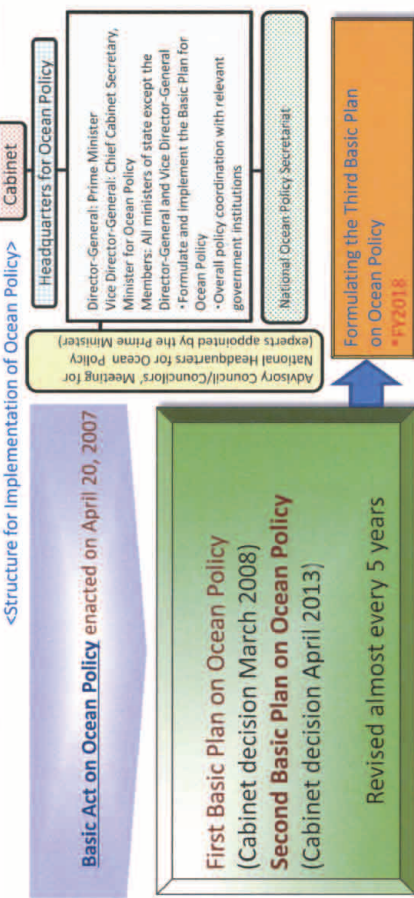 <Structure for Implementation of Ocean Policy>
Basic Act on Ocean Policy enacted on April 20, 2007
First Basic Plan on Ocean Policy
(Cabinet decision March 2008)
Second Basic Plan on Ocean Policy
(Cabinet decision April 2013)
Revised almost every 5 years
Cabinet
Headquarters for Ocean Policy
Director-General: Prime Minister
Vice Director-General: Chief Cabinet Secretary,
Minister for Ocean Policy
Members: All ministers of state except the
Director-General and Vice Director-General
・Formulate and implement the Basic Plan for
Ocean Policy
・Overall policy coordination with relevant
government institutions
Advisory Council/Councilors' Meeting for
National Headquarters for Ocean Policy
(experts appointed by the Prime Minister)
National Ocean Policy Secretariat
Formulating the Third Basic Plan
on Ocean Policy
*FY2018